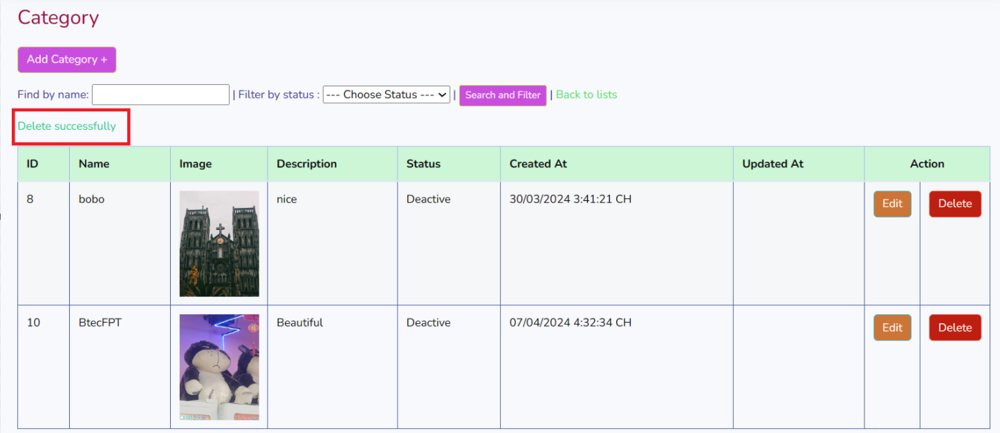 Category
Add Category +
Find by name: | Filter by status : --- Choose Status --- | Search and Filter | Back to lists
Delete successfully
ID Name Image Description Status Created At Updated At Action
8 bobo nice Deactive 30/03/2024 3:41:21 CH Edit Delete
10 BtecFPT Beautiful Deactive 07/04/2024 4:32:34 CH Edit Delete